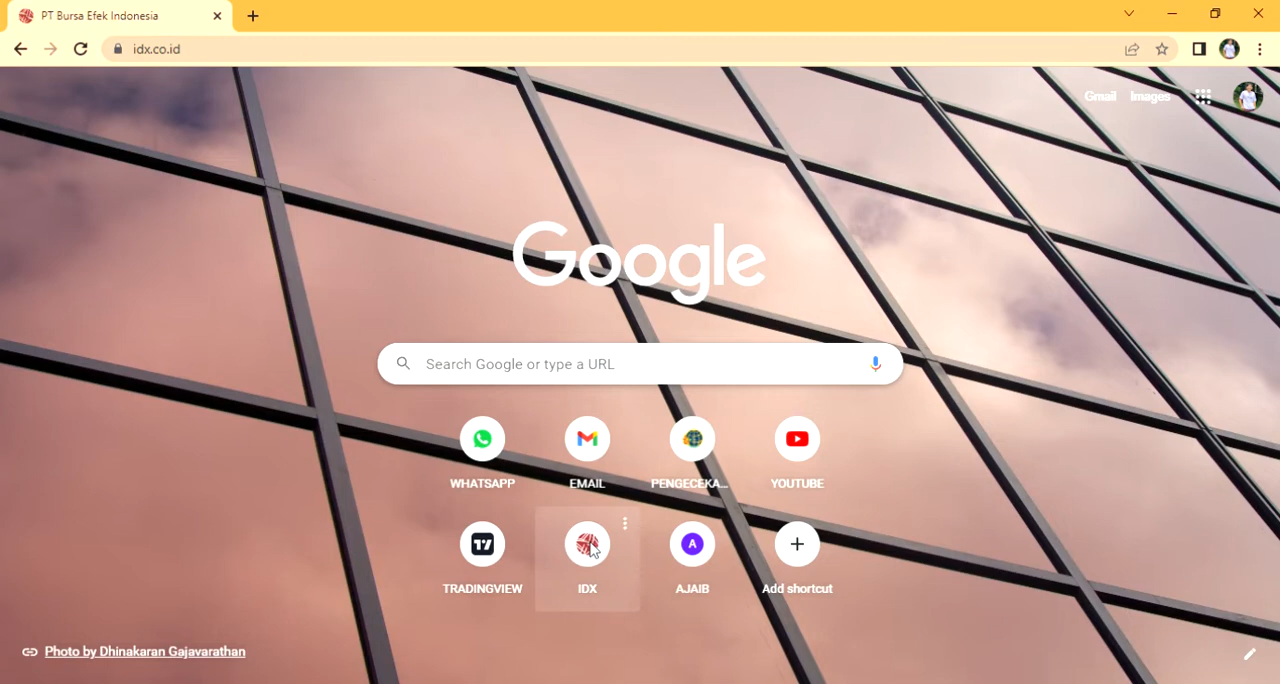 PT Bursa Efek Indonesia
idx.co.id
Gmail Images
Google
Search Google or type a URL
WHATSAPP EMAIL PENGECEKA... YOUTUBE
TRADINGVIEW IDX A AJAIB Add shortcut
Photo by Dhinakaran Gajavarathan